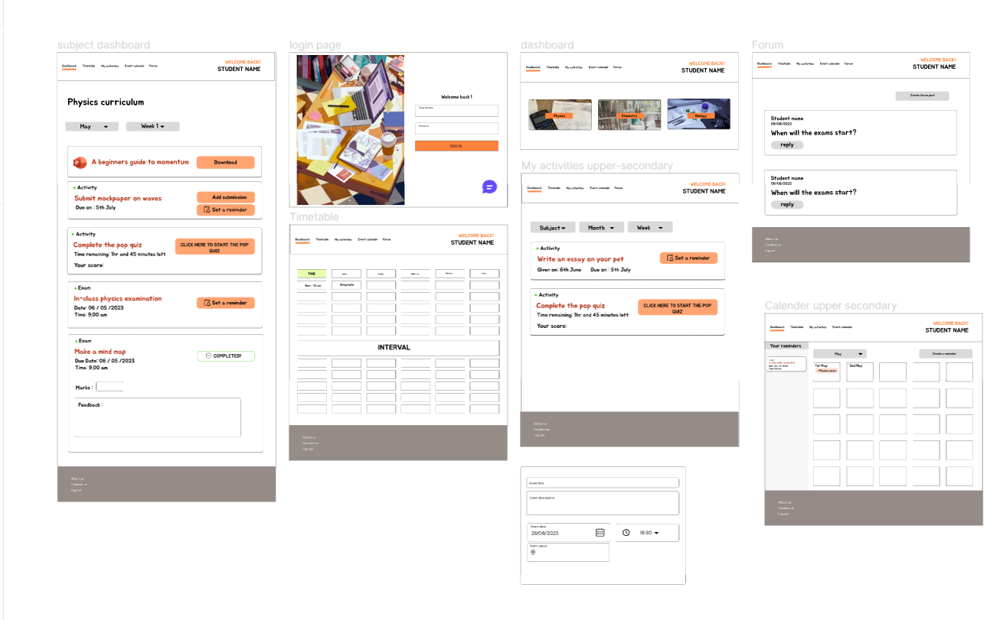 subject dashboard
Dashboard Timetable My activities Event calendar Forum
WELCOME BACK!
STUDENT NAME
Physics curriculum
May
Week 1
A beginners guide to momentum
Download
Activity
Submit mockpaper on waves
Due on : 5th July
Add submission
Set a reminder
Activity
Complete the pop quiz
Time remaining: 1hr and 45 minutes left
Your score:
CLICK HERE TO START THE POP
QUIZ
Exam
In-class physics examination
Date: 06 / 05 /2023
Time: 9,00 am
Set a reminder
Exam
Make a mind map
Due Date: 06 / 05 /2023
Time: 9,00 am
COMPLETED!
Marks :
Feedback :
About us
Contact us
Log out
login page
Welcome back !
Password
SIGN IN
Timetable
Dashboard Timetable My activities Event calendar Forum
WELCOME BACK!
STUDENT NAME
TIME
Geography
INTERVAL
About us
Contact us
Log out
dashboard
Dashboard Timetable My activities Event calendar Forum
WELCOME BACK!
STUDENT NAME
Physics
Chemistry
Biology
My activities upper-secondary
Dashboard Timetable My activities Event calendar Forum
WELCOME BACK!
STUDENT NAME
Subject
Month
Week
Activity
Write an essay on your pet
Given on: 6th June Due on : 5th July
Set a reminder
Activity
Complete the pop quiz
Time remaining: 1hr and 45 minutes left
Your score:
CLICK HERE TO START THE POP
QUIZ
About us
Contact us
Log out
Event title
Event description
Event date
28/06/2023
16:30
Event venue
Forum
Dashboard Timetable My activities Event calendar Forum
WELCOME BACK!
STUDENT NAME
Create forum post
Student name
09/08/2022
When will the exams start?
reply
Student name
09/08/2022
When will the exams start?
reply
About us
Contact us
Log out
Calender upper secondary
Dashboard Timetable My activities Event calendar
WELCOME BACK!
STUDENT NAME
Your reminders
May
Create a reminder
1st May
Physics exam
2nd May
About us
Contact us
Log out